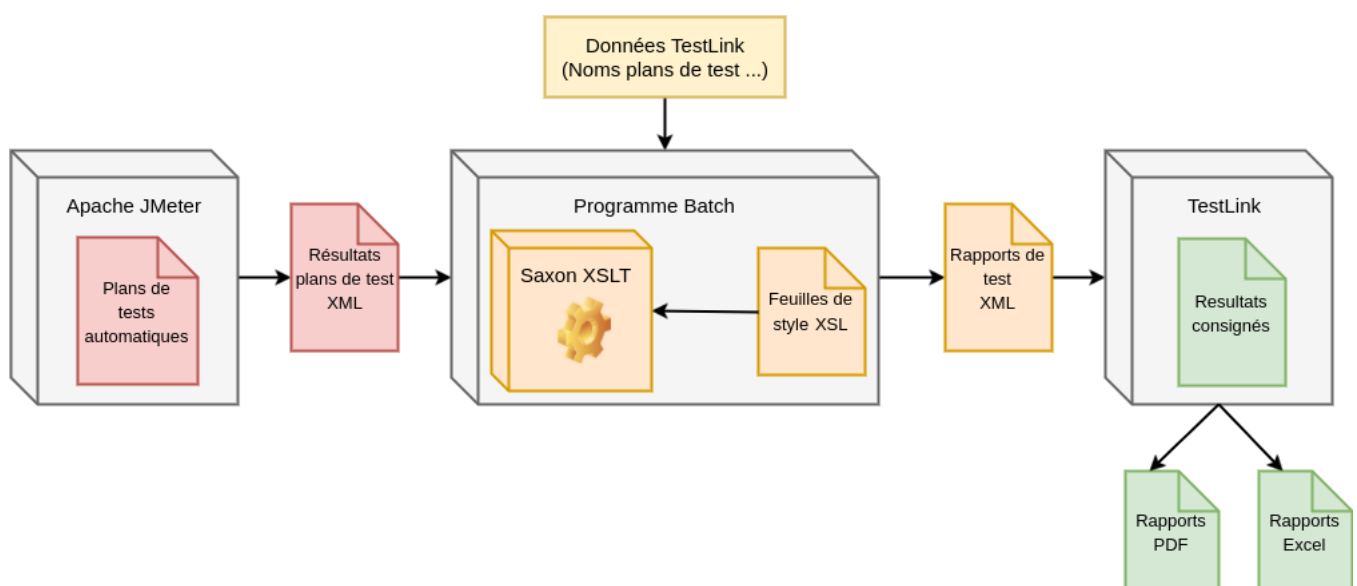 Données TestLink
(Noms plans de test ...)
Apache JMeter
Plans de
tests
automatiques
Résultats
plans de test
XML
Programme Batch
Saxon XSLT
Feuilles de
style XSL
Rapports de
test
XML
TestLink
Resultats
consignés
Rapports
PDF
Rapports
Excel